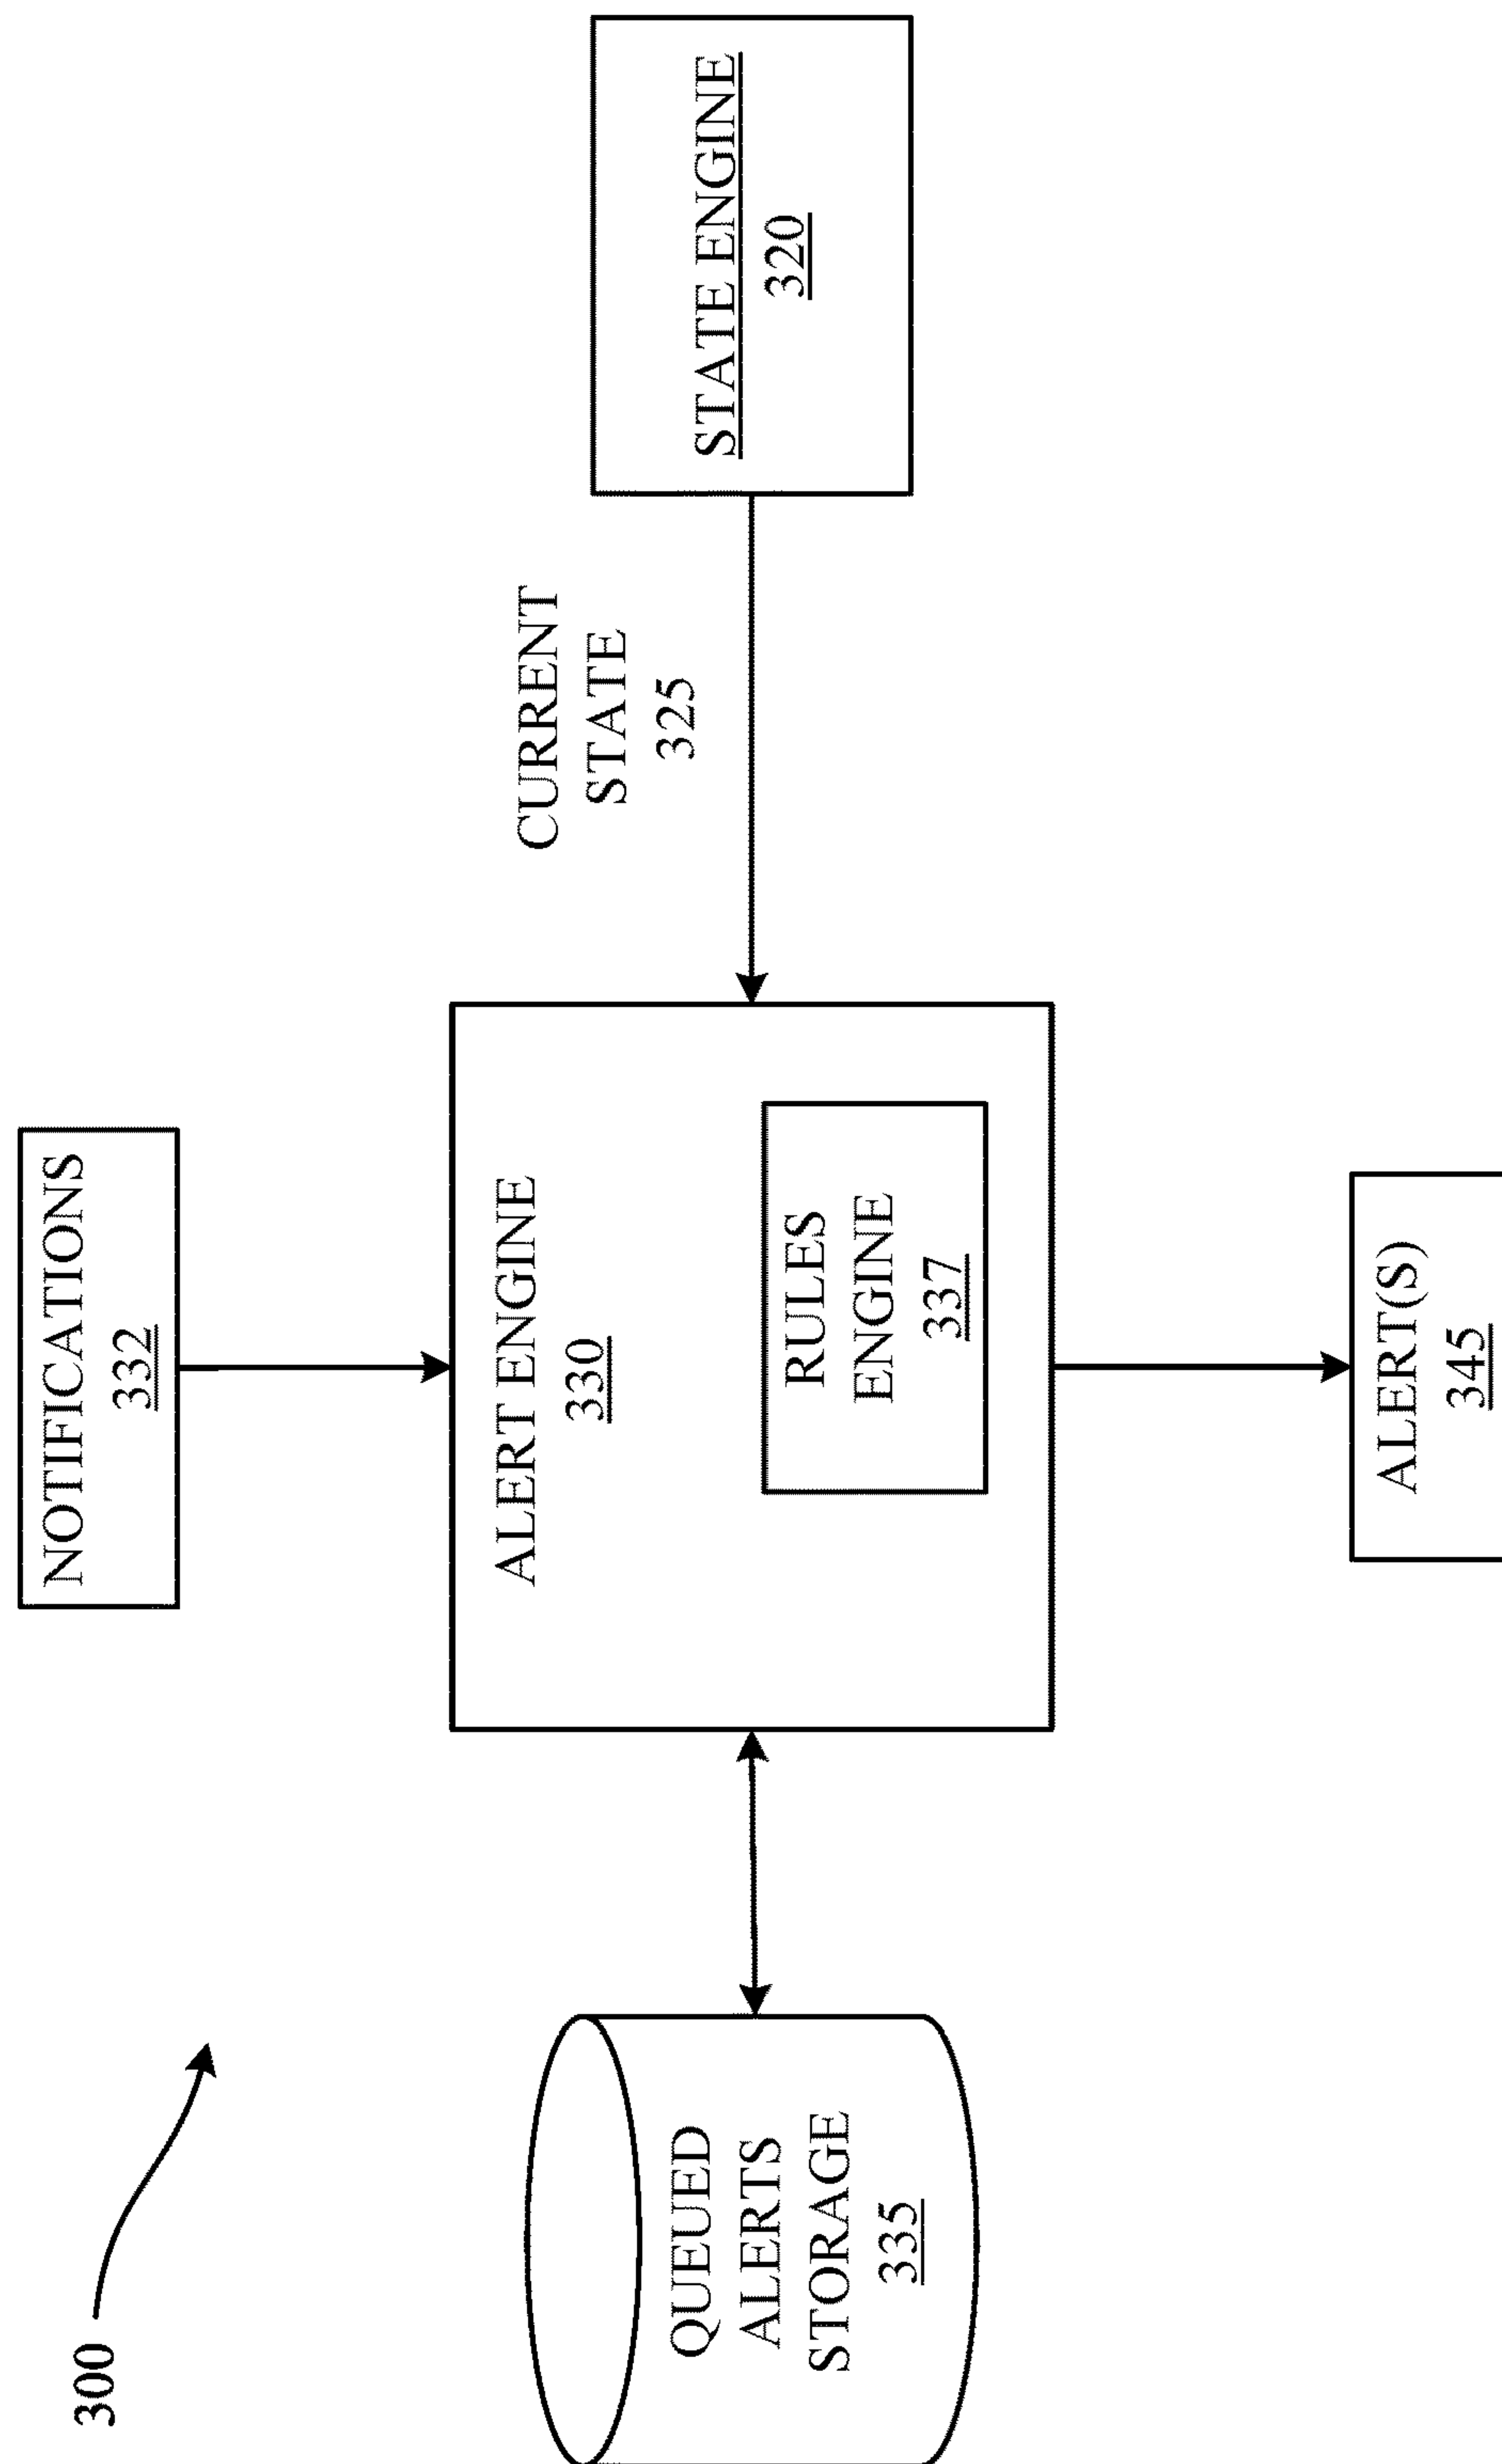 300
NOTIFICATIONS
332
QUEUED
ALERTS
STORAGE
335
ALERT ENGINE
330
RULES
ENGINE
337
CURRENT
STATE
325
STATE ENGINE
320
ALERT(S)
345